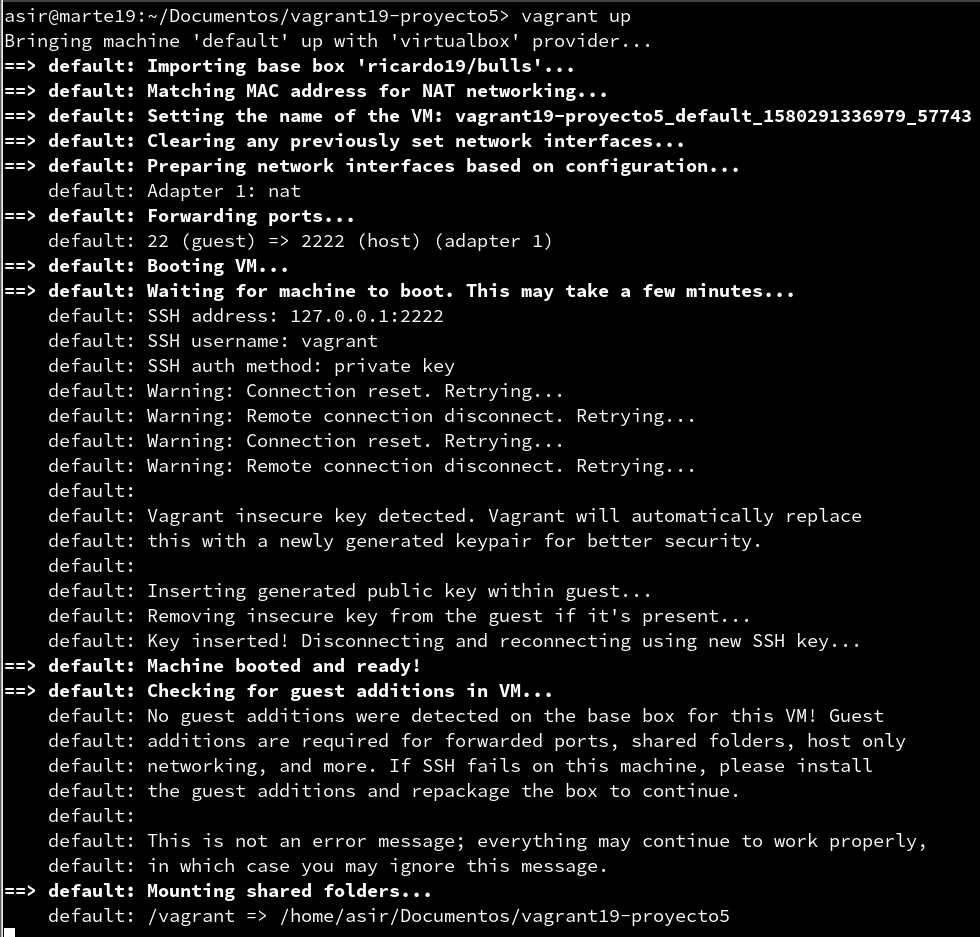 asir@marte19:~/Documentos/vagrant19-proyecto5> vagrant up
Bringing machine 'default' up with 'virtualbox' provider...
==> default: Importing base box 'ricardo19/bulls'...
==> default: Matching MAC address for NAT networking...
==> default: Setting the name of the VM: vagrant19-proyecto5_default_1580291336979_57743
==> default: Clearing any previously set network interfaces...
==> default: Preparing network interfaces based on configuration...
    default: Adapter 1: nat
==> default: Forwarding ports...
    default: 22 (guest) => 2222 (host) (adapter 1)
==> default: Booting VM...
==> default: Waiting for machine to boot. This may take a few minutes...
    default: SSH address: 127.0.0.1:2222
    default: SSH username: vagrant
    default: SSH auth method: private key
    default: Warning: Connection reset. Retrying...
    default: Warning: Remote connection disconnect. Retrying...
    default: Warning: Connection reset. Retrying...
    default: Warning: Remote connection disconnect. Retrying...
    default:
    default: Vagrant insecure key detected. Vagrant will automatically replace
    default: this with a newly generated keypair for better security.
    default:
    default: Inserting generated public key within guest...
    default: Removing insecure key from the guest if it's present...
    default: Key inserted! Disconnecting and reconnecting using new SSH key...
==> default: Machine booted and ready!
==> default: Checking for guest additions in VM...
    default: No guest additions were detected on the base box for this VM! Guest
    default: additions are required for forwarded ports, shared folders, host only
    default: networking, and more. If SSH fails on this machine, please install
    default: the guest additions and repackage the box to continue.
    default:
    default: This is not an error message; everything may continue to work properly,
    default: in which case you may ignore this message.
==> default: Mounting shared folders...
    default: /vagrant => /home/asir/Documentos/vagrant19-proyecto5